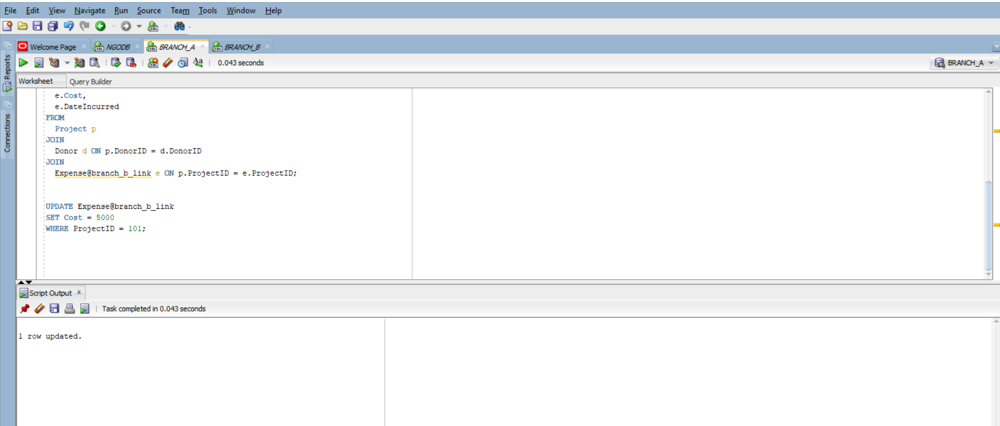 File Edit View Navigate Run Source Team Tools Window Help
Welcome Page NGODB BRANCH_A BRANCH_B
0.043 seconds
BRANCH_A
Reports
Connections
Worksheet Query Builder
e.Cost,
e.DateIncurred
FROM
Project p
JOIN
Donor d ON p.DonorID = d.DonorID
JOIN
Expense@branch_b_link e ON p.ProjectID = e.ProjectID;
UPDATE Expense@branch_b_link
SET Cost = 5000
WHERE ProjectID = 101;
Script Output x
Task completed in 0.043 seconds
1 row updated.